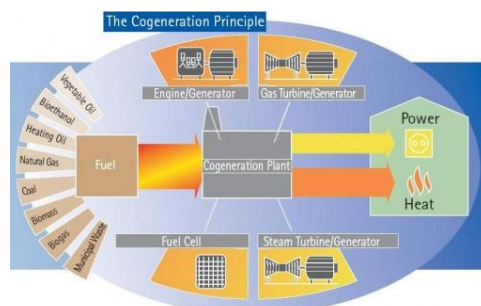 The Cogeneration Principle
Engine/Generator
Gas Turbine/Generator
Vegetable Oil
Bioethanol
Heating Oil
Natural Gas
Coal
Biomass
Biogas
Municipal Waste
Fuel
Cogeneration Plant
Power
Heat
Fuel Cell
Steam Turbine/Generator